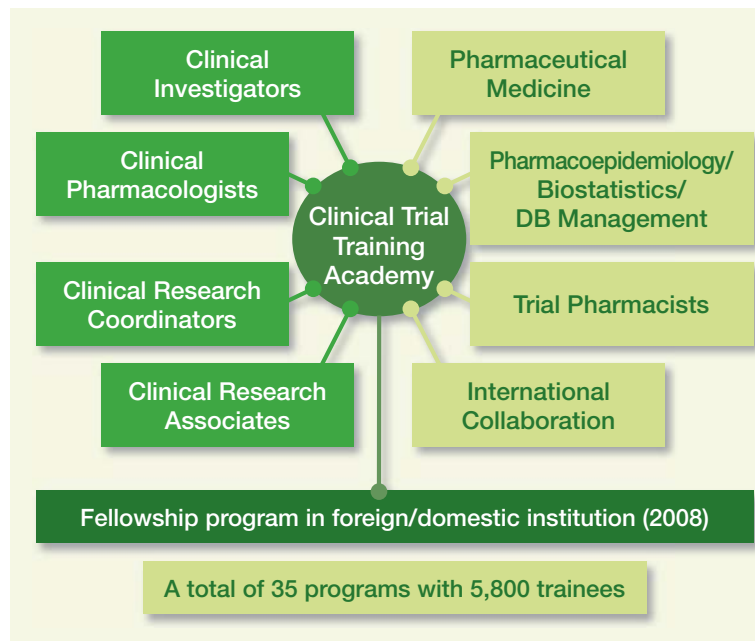 Clinical
Investigators
Pharmaceutical
Medicine
Clinical
Pharmacologists
Pharmacoepidemiology/
Biostatistics/
DB Management
Clinical Trial
Training
Academy
Clinical Research
Coordinators
Trial Pharmacists
Clinical Research
Associates
International
Collaboration
Fellowship program in foreign/domestic institution (2008)
A total of 35 programs with 5,800 trainees